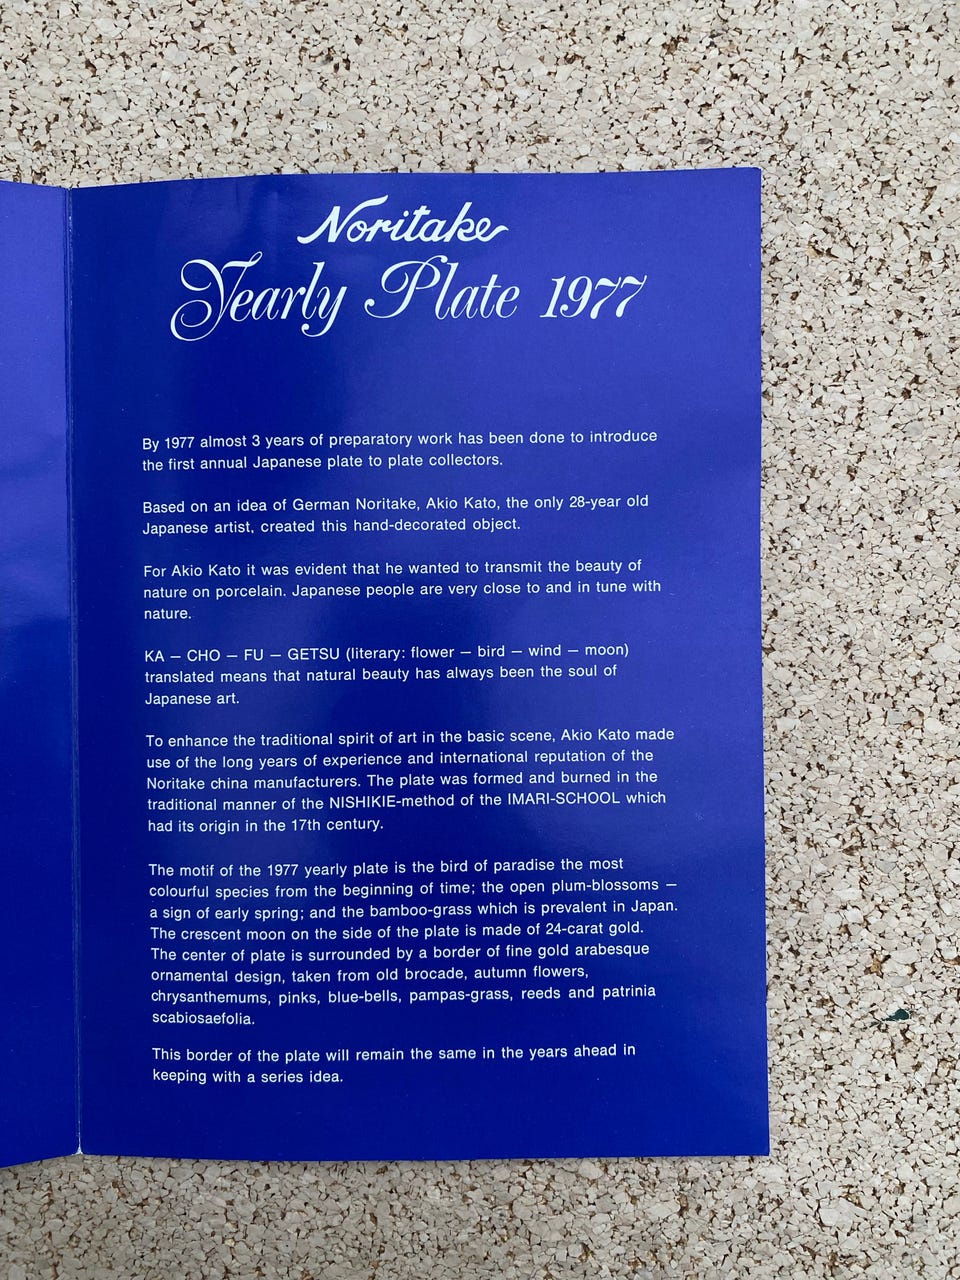 Noritake
Yearly Plate 1977
By 1977 almost 3 years of preparatory work has been done to introduce
the first annual Japanese plate to plate collectors.
Based on an idea of German Noritake, Akio Kato, the only 28-year old
Japanese artist, created this hand-decorated object.
For Akio Kato it was evident that he wanted to transmit the beauty of
nature on porcelain. Japanese people are very close to and in tune with
nature.
KA — CHO — FU — GETSU (literary: flower — bird — wind — moon)
translated means that natural beauty has always been the soul of
Japanese art.
To enhance the traditional spirit of art in the basic scene, Akio Kato made
use of the long years of experience and international reputation of the
Noritake china manufacturers. The plate was formed and burned in the
traditional manner of the NISHIKIE-method of the IMARI-SCHOOL which
had its origin in the 17th century.
The motif of the 1977 yearly plate is the bird of paradise the most
colourful species from the beginning of time; the open plum-blossoms —
a sign of early spring; and the bamboo-grass which is prevalent in Japan.
The crescent moon on the side of the plate is made of 24-carat gold.
The center of plate is surrounded by a border of fine gold arabesque
ornamental design, taken from old brocade, autumn flowers,
chrysanthemums, pinks, blue-bells, pampas-grass, reeds and patrinia
scabiosaefolia.
This border of the plate will remain the same in the years ahead in
keeping with a series idea.